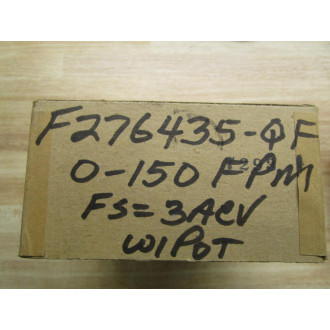 F276435-QF
0-150 FPM
FS=3ACV
W/POT